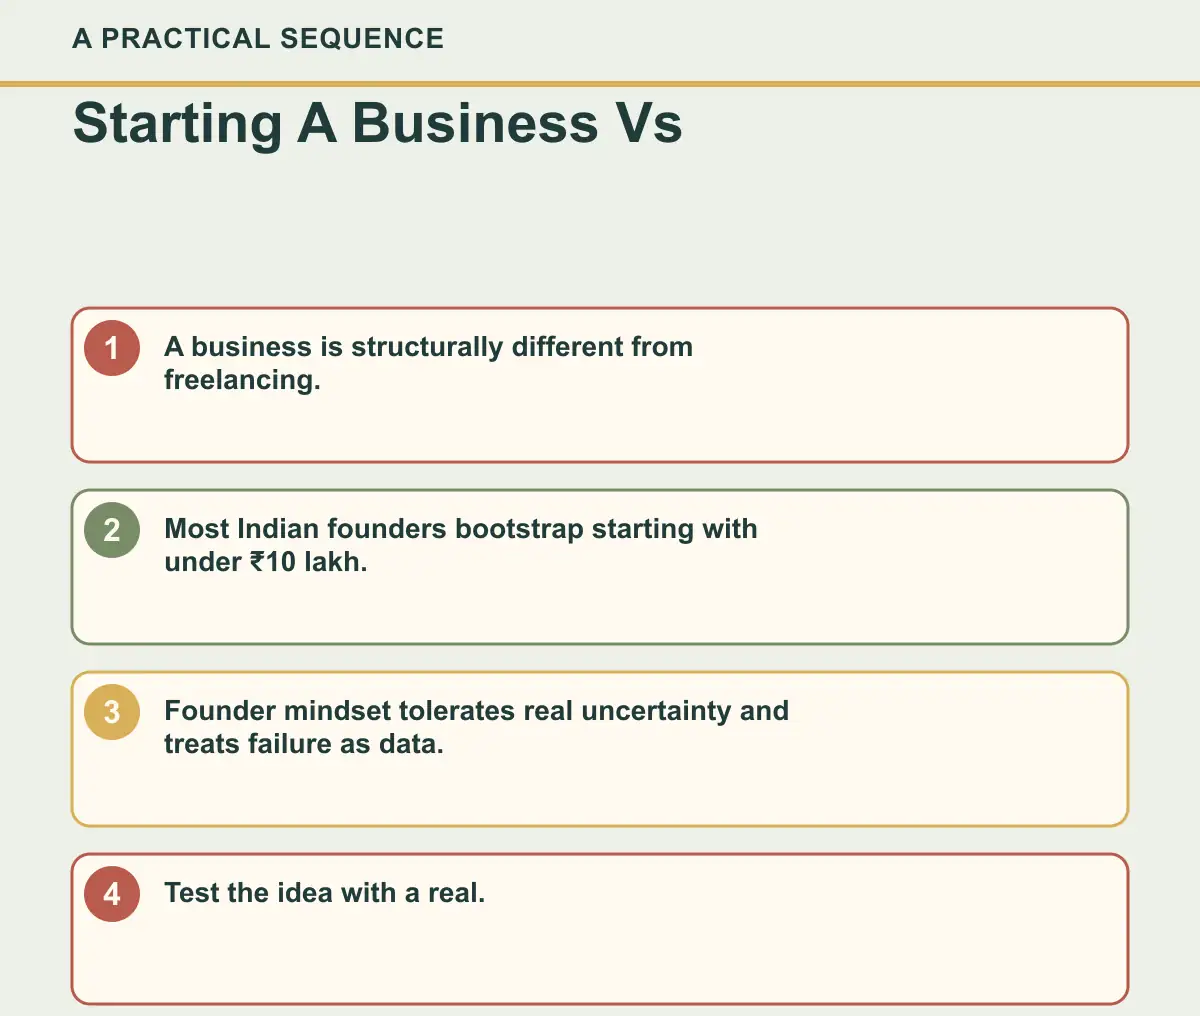 A PRACTICAL SEQUENCE
Starting A Business Vs
1
A business is structurally different from
freelancing.
2
Most Indian founders bootstrap starting with
under ₹10 lakh.
3
Founder mindset tolerates real uncertainty and
treats failure as data.
4
Test the idea with a real.